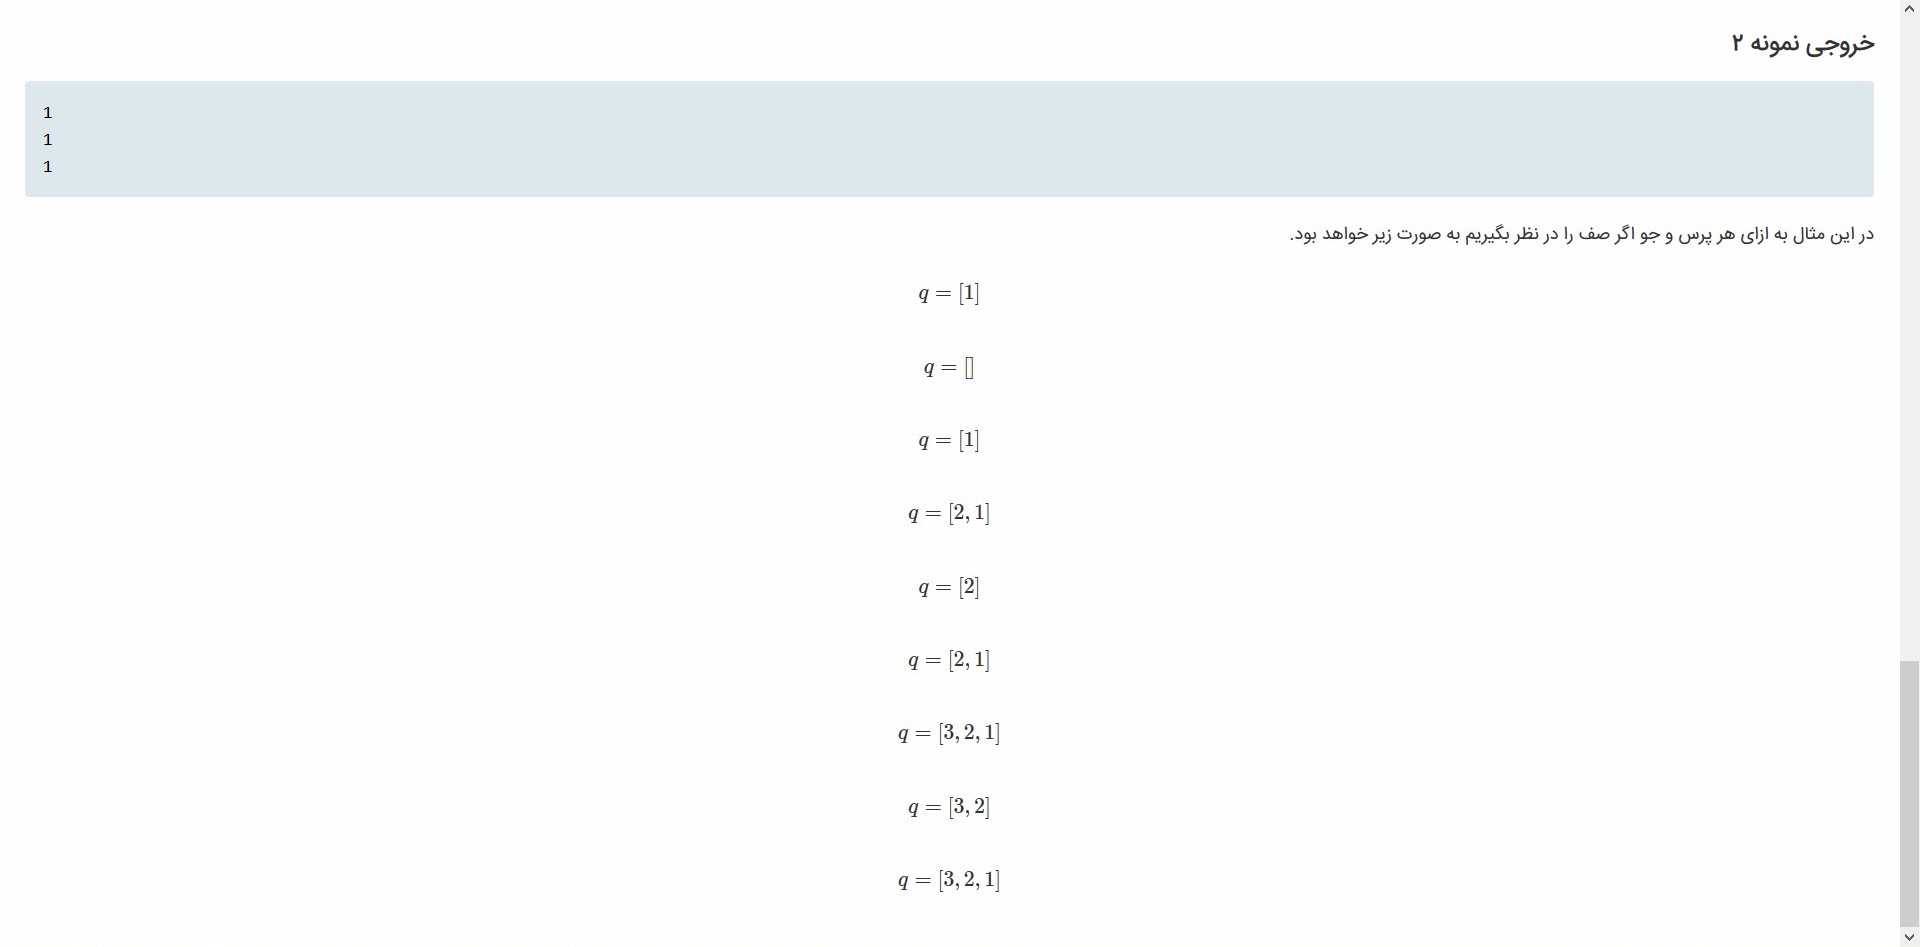 خروجی نمونه ۲
1
1
1
در این مثال به ازای هر پرس و جو اگر صف را در نظر بگیریم به صورت زیر خواهد بود.
q = [1]
q = []
q = [1]
q = [2, 1]
q = [2]
q = [2, 1]
q = [3, 2, 1]
q = [3, 2]
q = [3, 2, 1]